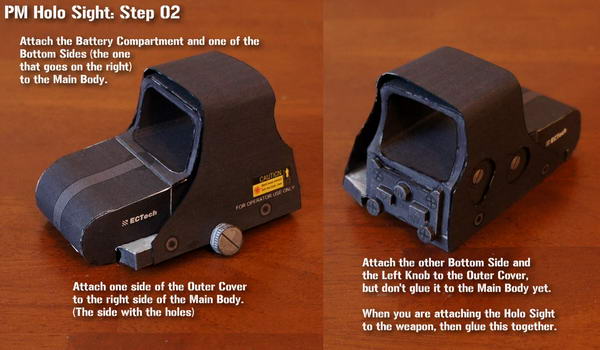 PM Holo Sight: Step 02
Attach the Battery Compartment and one of the
Bottom Sides (the one
that goes on the right)
to the Main Body.
CAUTION
FOR OPERATOR USE ONLY
ECTech
Attach one side of the Outer Cover
to the right side of the Main Body.
(The side with the holes)
ECTech
Attach the other Bottom Side and
the Left Knob to the Outer Cover,
but don't glue it to the Main Body yet.
When you are attaching the Holo Sight
to the weapon, then glue this together.